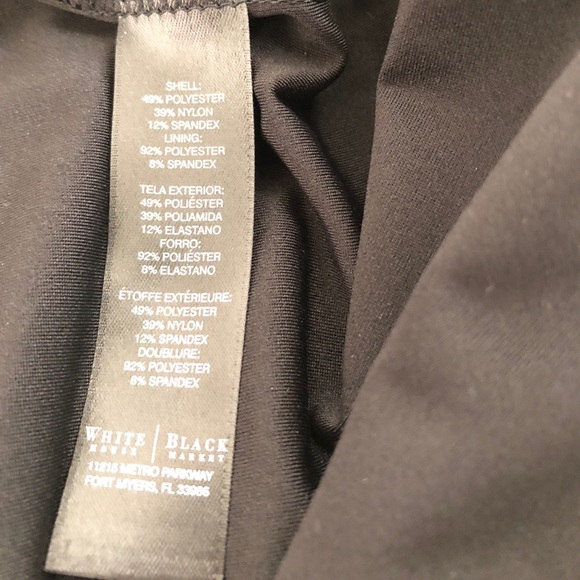 SHELL:
49% POLYESTER
39% NYLON
12% SPANDEX
LINING:
92% POLYESTER
8% SPANDEX
TELA EXTERIOR:
49% POLIÉSTER
39% POLIAMIDA
12% ELASTANO
FORRO:
92% POLIÉSTER
8% ELASTANO
ÉTOFFE EXTÉRIEURE:
49% POLYESTER
39% NYLON
12% SPANDEX
DOUBLURE:
92% POLYESTER
8% SPANDEX
WHITE | BLACK
HOUSE | MARKET
11215 METRO PARKWAY
FORT MYERS, FL 33966